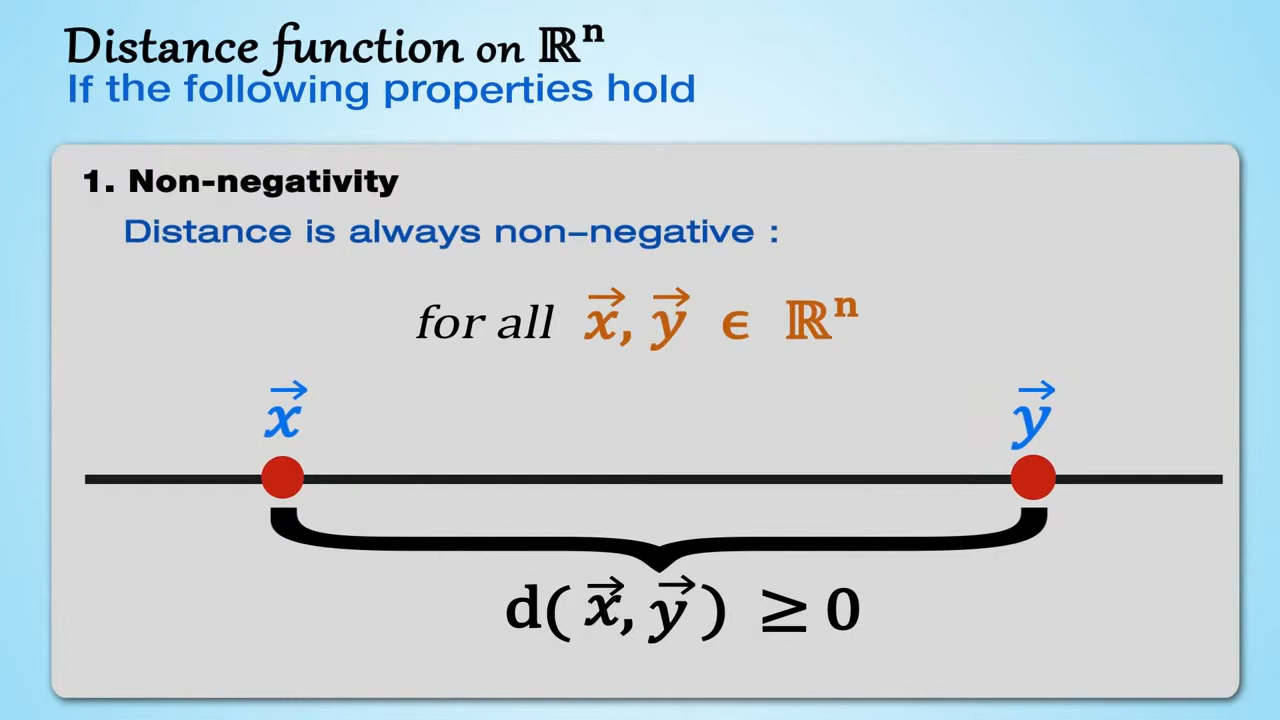 Distance function on ℝⁿ
If the following properties hold
1. Non-negativity
Distance is always non-negative :
for all x⃗, y⃗ ϵ ℝⁿ
x⃗ y⃗
d( x⃗, y⃗ ) ≥ 0